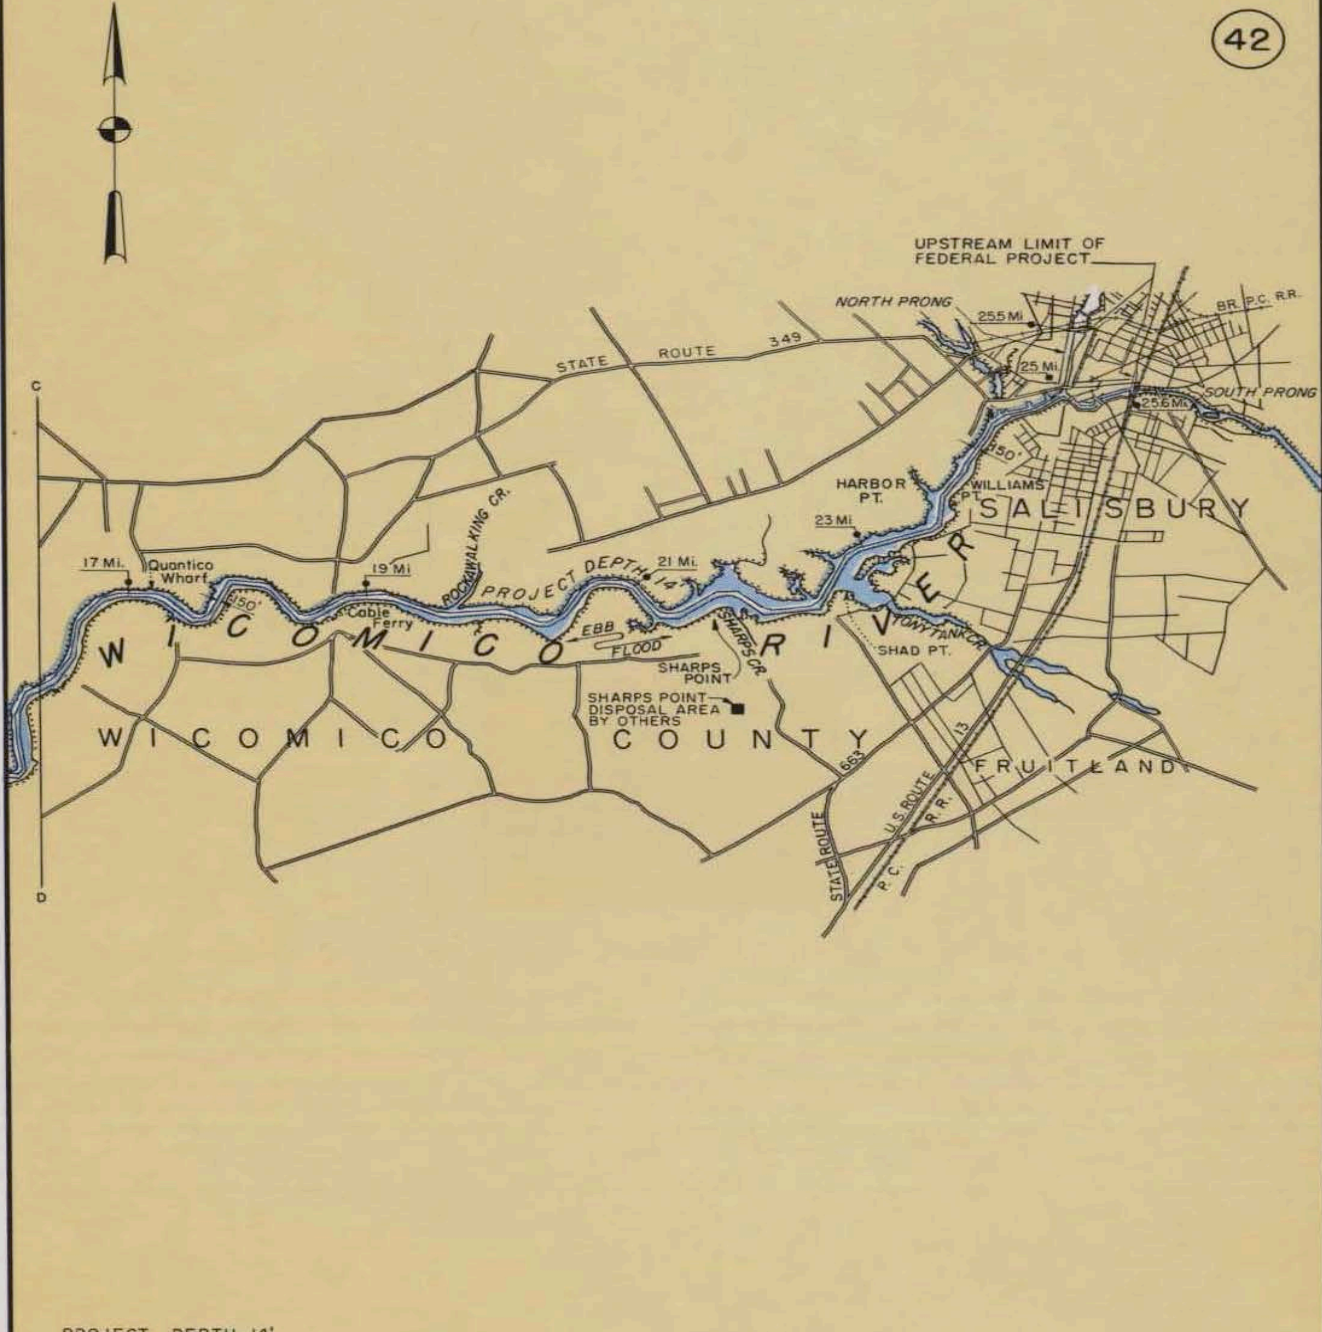 42
UPSTREAM LIMIT OF
FEDERAL PROJECT
NORTH PRONG
25.5 Mi
BR. P.C. R.R.
STATE ROUTE 349
25 Mi.
C
SOUTH PRONG
25.6 Mi.
150'
HARBOR
PT.
WILLIAMS
PT.
SALISBURY
ROCKAWALKING CR.
23 Mi
17 Mi.
Quantico
Wharf
19 Mi
PROJECT DEPTH 14'
21 Mi.
150'
Cable
Ferry
WICOMICO RIVER
EBB
FLOOD
SHARPS CR.
TONYTANK CR.
SHAD PT.
SHARPS
POINT
SHARPS POINT
DISPOSAL AREA
BY OTHERS
WICOMICO COUNTY
663
13
FRUITLAND
U.S. ROUTE
R.R.
STATE ROUTE
P.C.
D
PROJECT DEPTH 14'